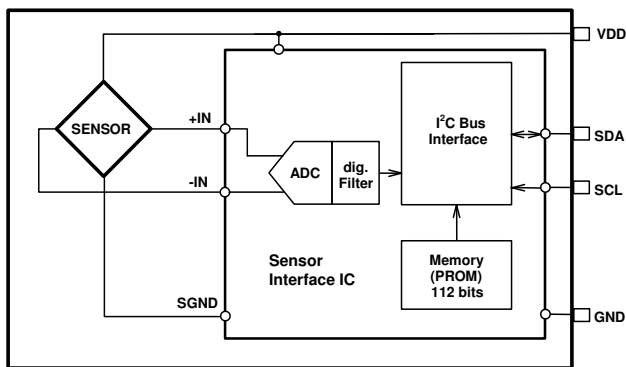 VDD
SENSOR
+IN
-IN
ADC
dig.
Filter
I²C Bus
Interface
SDA
SCL
Sensor
Interface IC
Memory
(PROM)
112 bits
SGND
GND